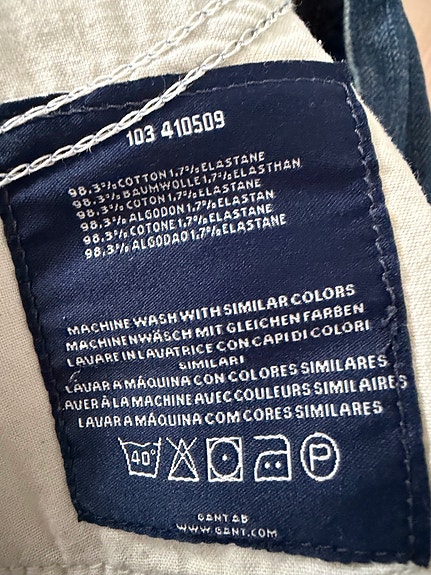 103 410509
98.3% COTTON 1,7% ELASTANE
98.3% BAUMWOLLE 1,7% ELASTHAN
98.3% COTON 1,7% ELASTANE
98.3% ALGODON 1,7% ELASTAN
98.3% COTONE 1,7% ELASTANE
98.3% ALGODAO 1,7% ELASTANE
MACHINE WASH WITH SIMILAR COLORS
MACHINENWÄSCH MIT GLEICHEN FARBEN
LAVARE IN LAVATRICE CON CAPI DI COLORI
SIMILARI
LAVAR A MÁQUINA CON COLORES SIMILARES
LAVER À LA MACHINE AVEC COULEURS SIMILAIRES
LAVAR A MÁQUINA COM CORES SIMILARES
40° P
GANT AB
WWW.GANT.COM